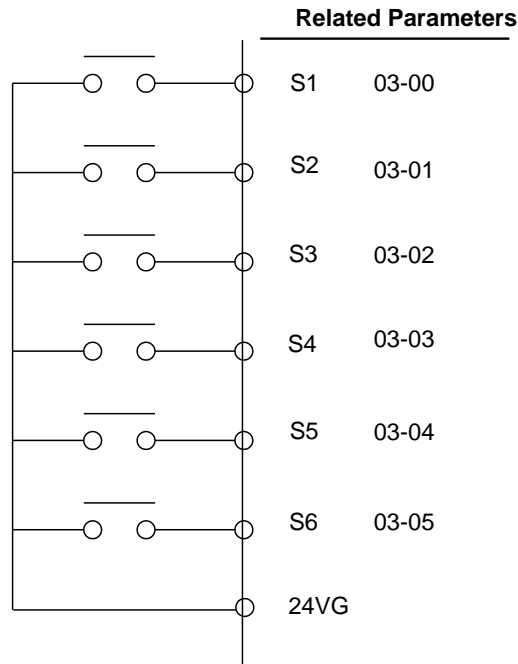 Related Parameters
S1 03-00
S2 03-01
S3 03-02
S4 03-03
S5 03-04
S6 03-05
24VG